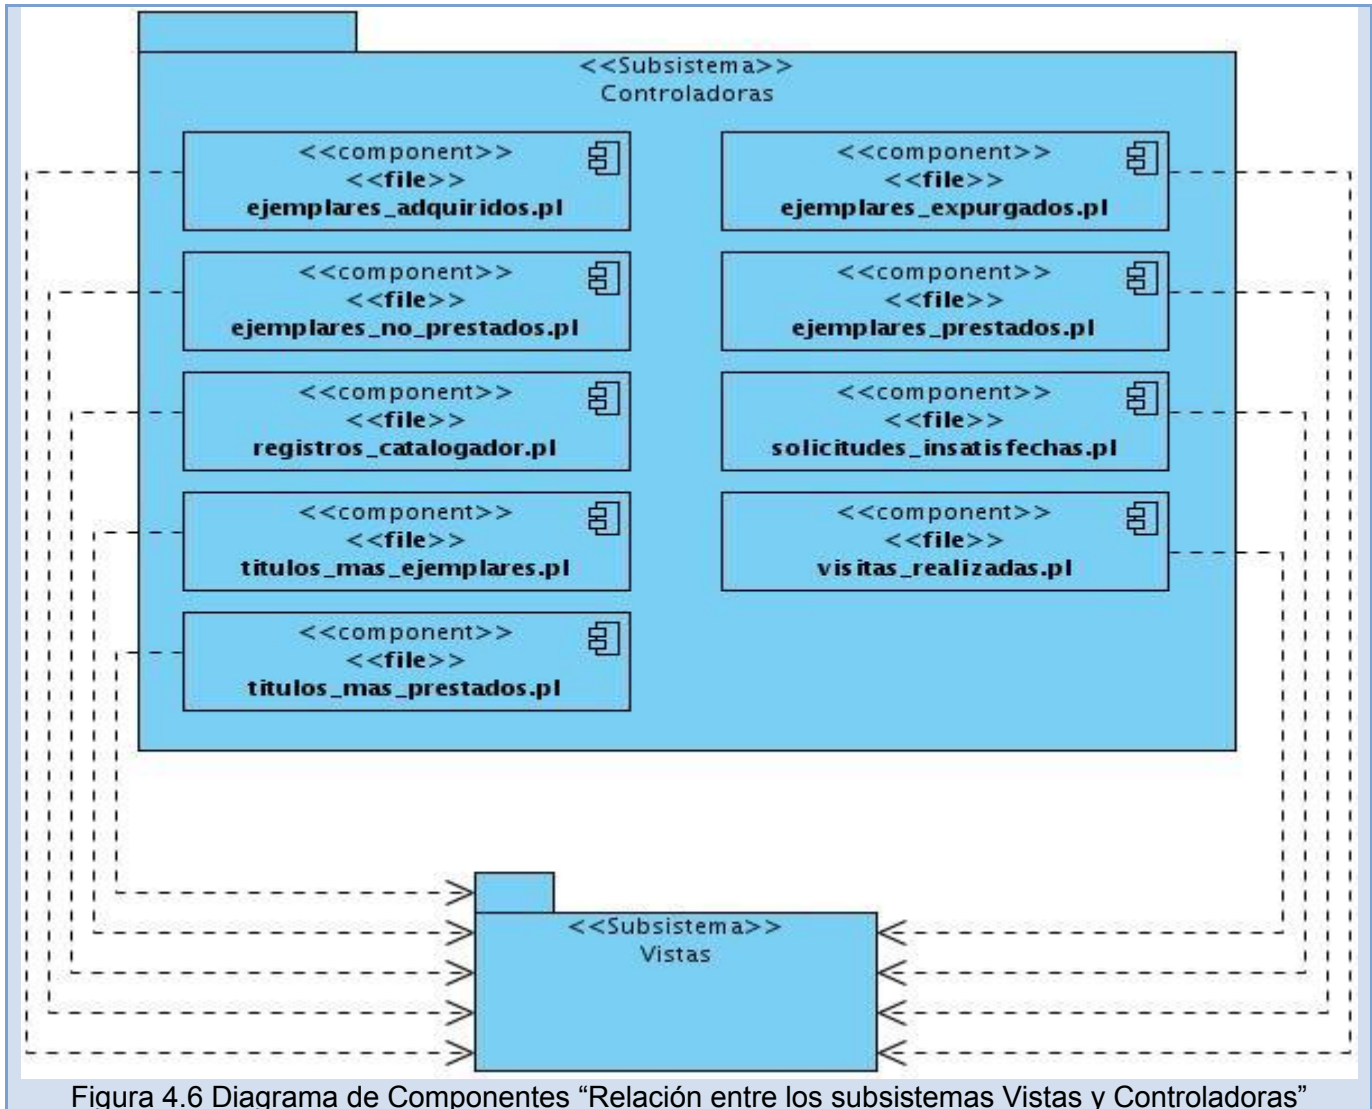 <<Subsistema>>
Controladoras
<<component>>
<<file>>
ejemplares_adquiridos.pl
<<component>>
<<file>>
ejemplares_expurgados.pl
<<component>>
<<file>>
ejemplares_no_prestados.pl
<<component>>
<<file>>
ejemplares_prestados.pl
<<component>>
<<file>>
registros_catalogador.pl
<<component>>
<<file>>
solicitudes_insatisfechas.pl
<<component>>
<<file>>
titulos_mas_ejemplares.pl
<<component>>
<<file>>
visitas_realizadas.pl
<<component>>
<<file>>
titulos_mas_prestados.pl
<<Subsistema>>
Vistas
Figura 4.6 Diagrama de Componentes “Relación entre los subsistemas Vistas y Controladoras”